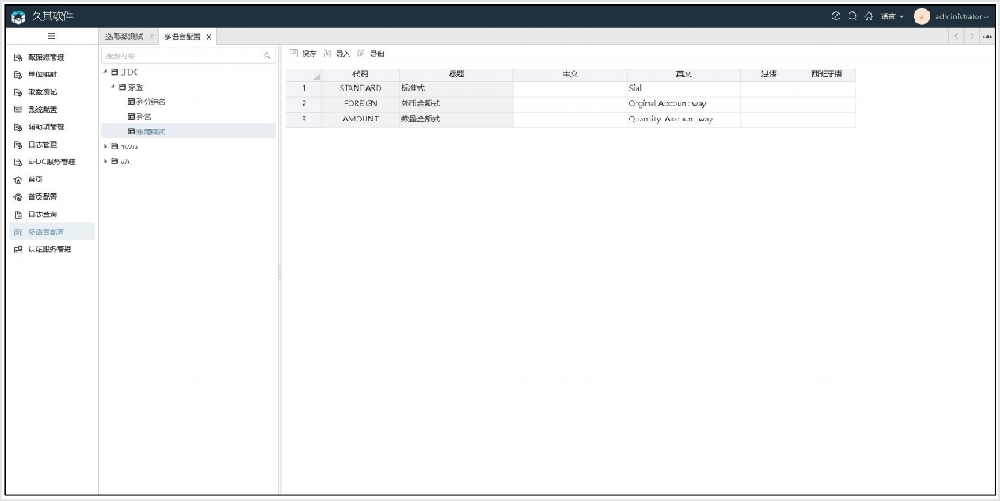 久其软件
语言
administrator
取数测试
多语言配置
数据源管理
单位映射
取数测试
系统配置
辅助项管理
日志管理
EFDC服务管理
首页
首页配置
日志查询
多语言配置
认证服务管理
搜索内容
EFDC
穿透
列分组名
列名
账簿样式
nvwa
VA
保存 导入 导出
代码 标题 中文 英文 法语 西班牙语
1 STANDARD 标准式 Sial
2 FOREIGN 外币金额式 Orginal Account way
3 AMOUNT 数量金额式 Quantity Account way